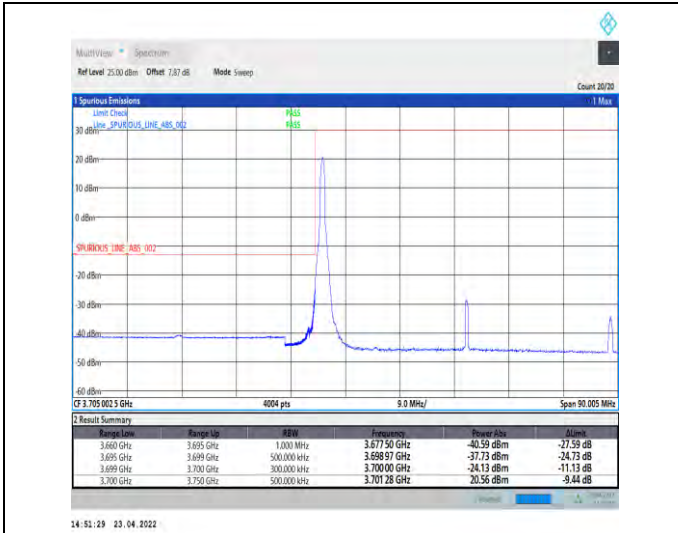 MultiView Spectrum
Ref Level 25.00 dBm Offset 7.87 dB Mode Sweep
Count 20/20
1 Spurious Emissions 1 Max
Limit Check PASS
Line _SPURIOUS_LINE_ABS_002 PASS
30 dBm
20 dBm
10 dBm
0 dBm
SPURIOUS_LINE_ABS_002
-20 dBm
-30 dBm
-40 dBm
-50 dBm
-60 dBm
CF 3.705 002 5 GHz 4004 pts 9.0 MHz/ Span 90.005 MHz
2 Result Summary
Range Low Range Up RBW Frequency Power Abs ΔLimit
3.660 GHz 3.695 GHz 1.000 MHz 3.677 50 GHz -40.59 dBm -27.59 dB
3.695 GHz 3.699 GHz 500.000 kHz 3.698 97 GHz -37.73 dBm -24.73 dB
3.699 GHz 3.700 GHz 300.000 kHz 3.700 00 GHz -24.13 dBm -11.13 dB
3.700 GHz 3.750 GHz 500.000 kHz 3.701 28 GHz 20.56 dBm -9.44 dB
14:51:29 23.04.2022